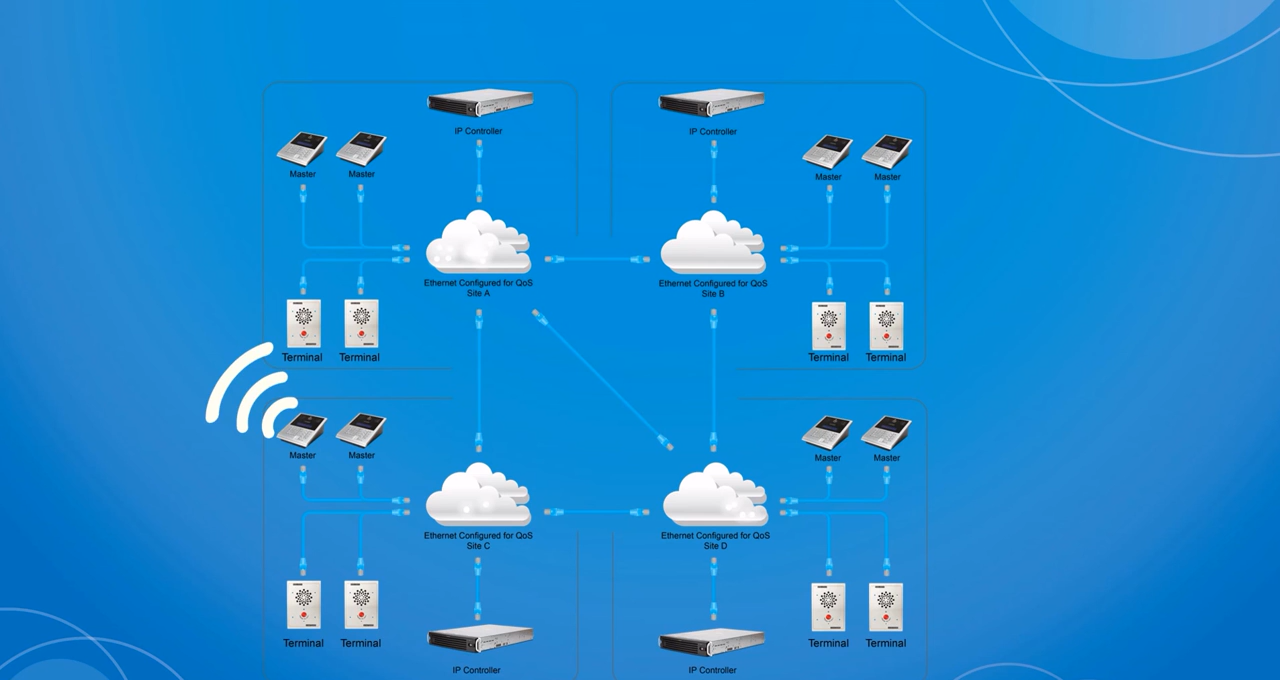 IP Controller
IP Controller
Master
Master
Master
Master
Ethernet Configured for QoS
Site A
Ethernet Configured for QoS
Site B
Terminal
Terminal
Terminal
Terminal
Master
Master
Master
Master
Ethernet Configured for QoS
Site C
Ethernet Configured for QoS
Site D
Terminal
Terminal
Terminal
Terminal
IP Controller
IP Controller